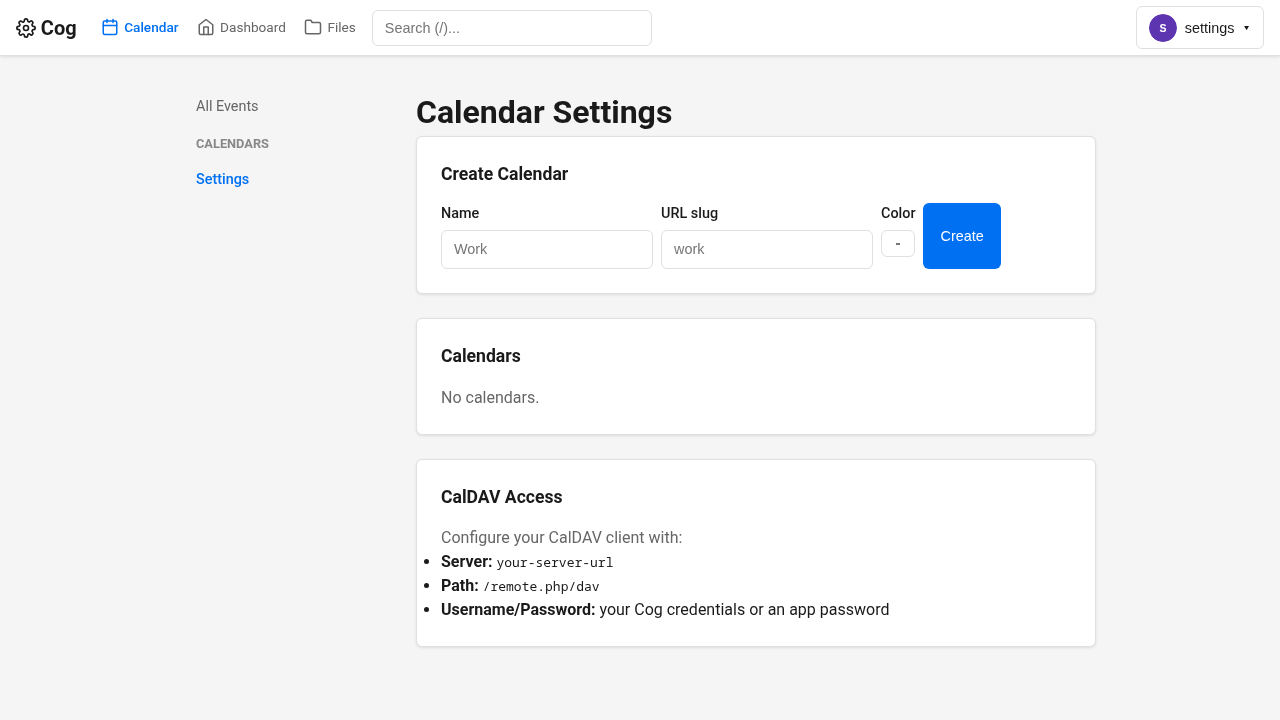 Cog
Calendar
Dashboard
Files
Search (/)...
S
settings
All Events
CALENDARS
Settings
Calendar Settings
Create Calendar
Name
URL slug
Color
Work
work
-
Create
Calendars
No calendars.
CalDAV Access
Configure your CalDAV client with:
Server: your-server-url
Path: /remote.php/dav
Username/Password: your Cog credentials or an app password